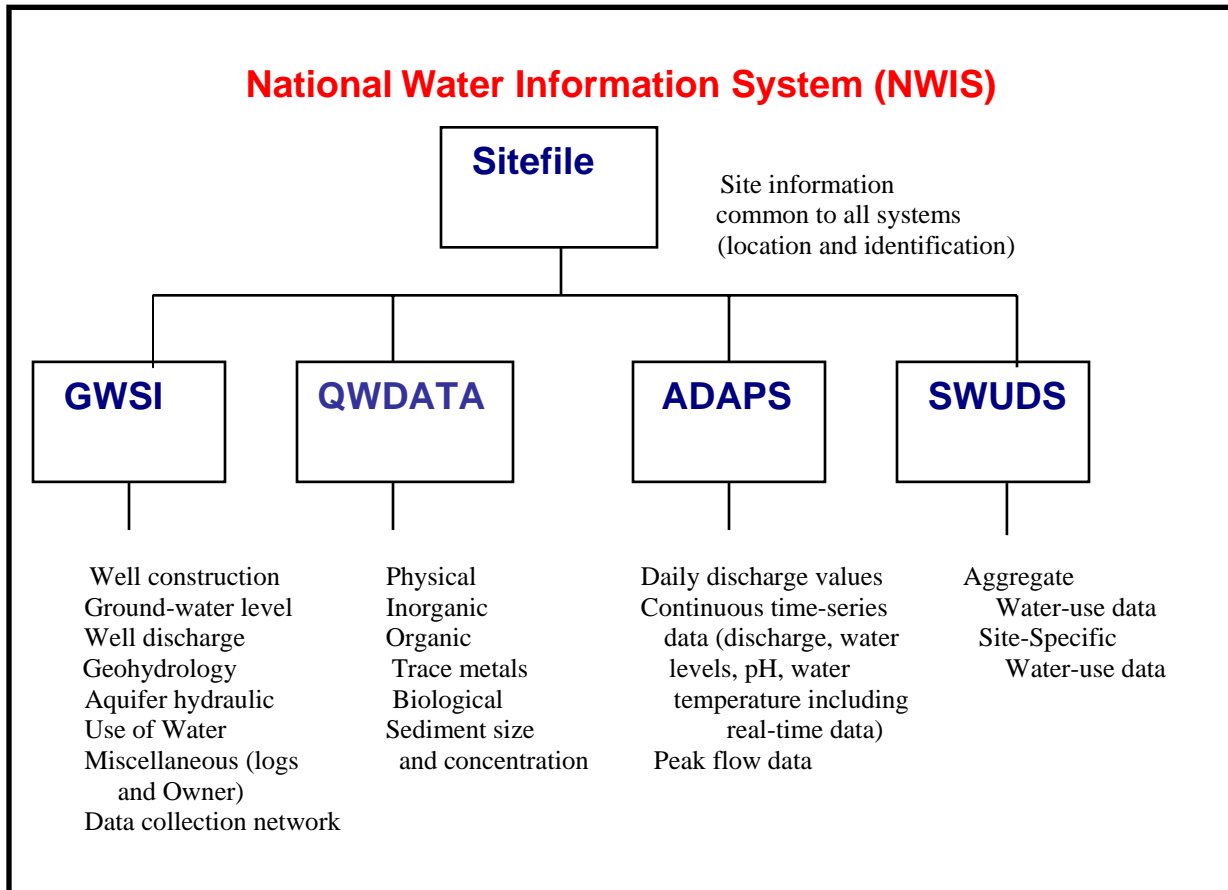 National Water Information System (NWIS)
Sitefile
Site information
common to all systems
(location and identification)
GWSI
QWDATA
ADAPS
SWUDS
Well construction
Ground-water level
Well discharge
Geohydrology
Aquifer hydraulic
Use of Water
Miscellaneous (logs
and Owner)
Data collection network
Physical
Inorganic
Organic
Trace metals
Biological
Sediment size
and concentration
Daily discharge values
Continuous time-series
data (discharge, water
levels, pH, water
temperature including
real-time data)
Peak flow data
Aggregate
Water-use data
Site-Specific
Water-use data